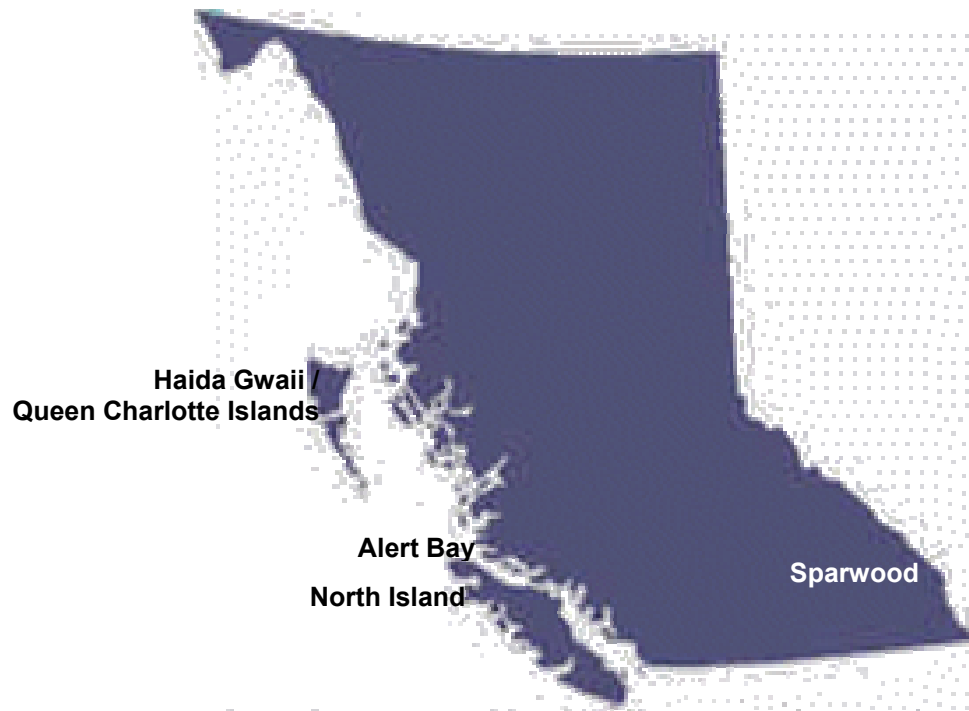 Haida Gwaii /
Queen Charlotte Islands
Alert Bay
Sparwood
North Island